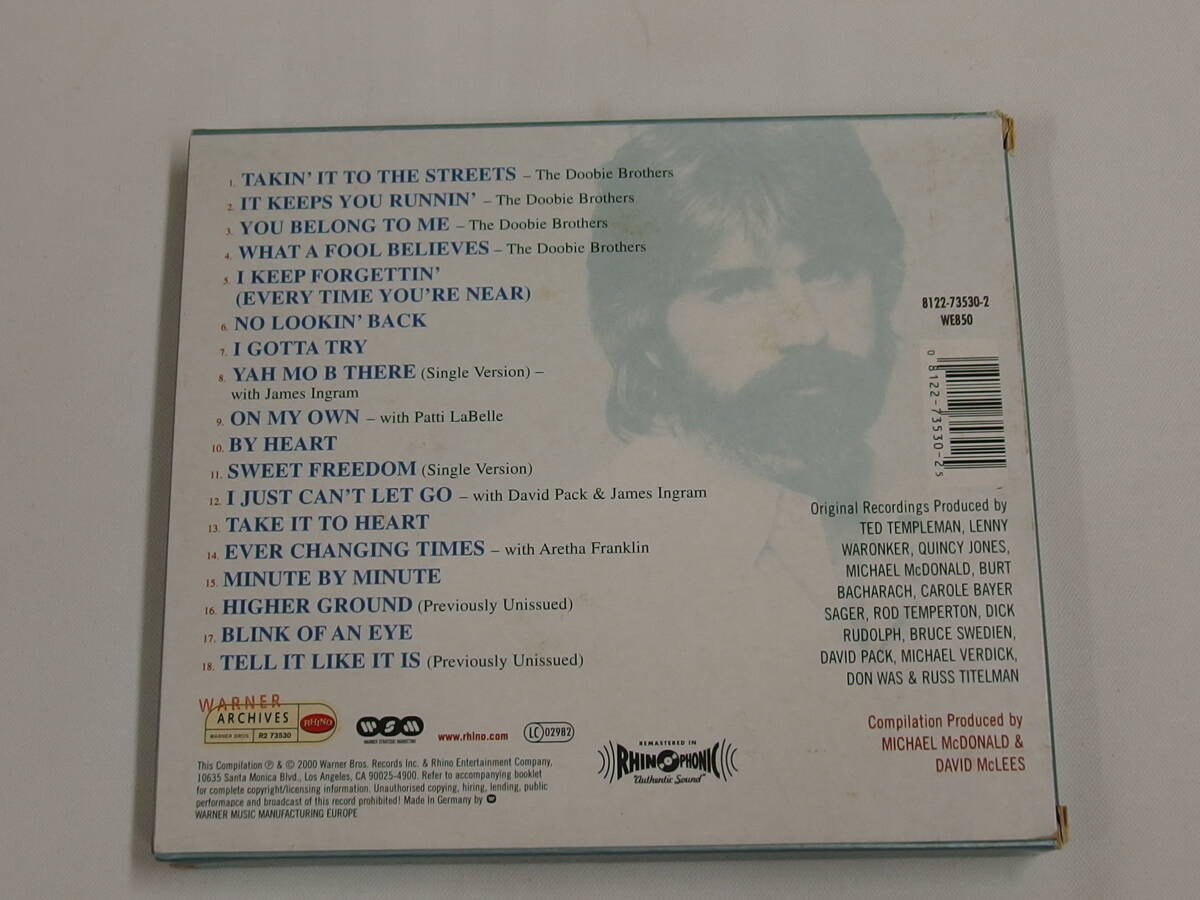 1. TAKIN' IT TO THE STREETS – The Doobie Brothers
2. IT KEEPS YOU RUNNIN' – The Doobie Brothers
3. YOU BELONG TO ME – The Doobie Brothers
4. WHAT A FOOL BELIEVES – The Doobie Brothers
5. I KEEP FORGETTIN'
(EVERY TIME YOU'RE NEAR)
6. NO LOOKIN' BACK
7. I GOTTA TRY
8. YAH MO B THERE (Single Version) –
with James Ingram
9. ON MY OWN – with Patti LaBelle
10. BY HEART
11. SWEET FREEDOM (Single Version)
12. I JUST CAN'T LET GO – with David Pack & James Ingram
13. TAKE IT TO HEART
14. EVER CHANGING TIMES – with Aretha Franklin
15. MINUTE BY MINUTE
16. HIGHER GROUND (Previously Unissued)
17. BLINK OF AN EYE
18. TELL IT LIKE IT IS (Previously Unissued)
8122-73530-2
WE850
0 8122-73530-2 5
Original Recordings Produced by
TED TEMPLEMAN, LENNY
WARONKER, QUINCY JONES,
MICHAEL McDONALD, BURT
BACHARACH, CAROLE BAYER
SAGER, ROD TEMPERTON, DICK
RUDOLPH, BRUCE SWEDIEN,
DAVID PACK, MICHAEL VERDICK,
DON WAS & RUSS TITELMAN
Compilation Produced by
MICHAEL McDONALD &
DAVID McLEES
WARNER
ARCHIVES
RHINO
WARNER BROS.
R2 73530
WSM
WARNER STRATEGIC MARKETING
www.rhino.com
LC 02982
REMASTERED IN
RHINOPHONIC
"Authentic Sound"
This Compilation ℗ & © 2000 Warner Bros. Records Inc. & Rhino Entertainment Company,
10635 Santa Monica Blvd., Los Angeles, CA 90025-4900. Refer to accompanying booklet
for complete copyright/licensing information. Unauthorised copying, hiring, lending, public
performance and broadcast of this record prohibited! Made in Germany by
WARNER MUSIC MANUFACTURING EUROPE